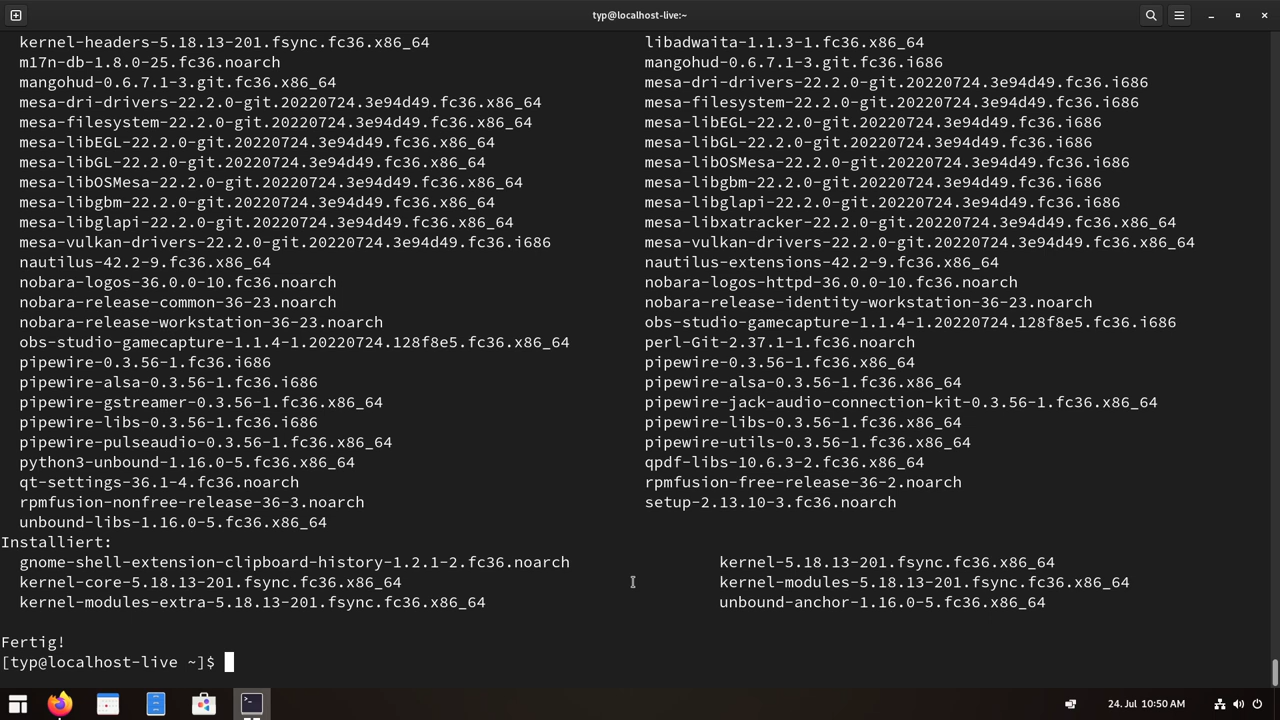 typ@localhost-live:~
kernel-headers-5.18.13-201.fsync.fc36.x86_64 libadwaita-1.1.3-1.fc36.x86_64
m17n-db-1.8.0-25.fc36.noarch mangohud-0.6.7.1-3.git.fc36.i686
mangohud-0.6.7.1-3.git.fc36.x86_64 mesa-dri-drivers-22.2.0-git.20220724.3e94d49.fc36.i686
mesa-dri-drivers-22.2.0-git.20220724.3e94d49.fc36.x86_64 mesa-filesystem-22.2.0-git.20220724.3e94d49.fc36.i686
mesa-filesystem-22.2.0-git.20220724.3e94d49.fc36.x86_64 mesa-libEGL-22.2.0-git.20220724.3e94d49.fc36.i686
mesa-libEGL-22.2.0-git.20220724.3e94d49.fc36.x86_64 mesa-libGL-22.2.0-git.20220724.3e94d49.fc36.i686
mesa-libGL-22.2.0-git.20220724.3e94d49.fc36.x86_64 mesa-libOSMesa-22.2.0-git.20220724.3e94d49.fc36.i686
mesa-libOSMesa-22.2.0-git.20220724.3e94d49.fc36.x86_64 mesa-libgbm-22.2.0-git.20220724.3e94d49.fc36.i686
mesa-libgbm-22.2.0-git.20220724.3e94d49.fc36.x86_64 mesa-libglapi-22.2.0-git.20220724.3e94d49.fc36.i686
mesa-libglapi-22.2.0-git.20220724.3e94d49.fc36.x86_64 mesa-libxatracker-22.2.0-git.20220724.3e94d49.fc36.x86_64
mesa-vulkan-drivers-22.2.0-git.20220724.3e94d49.fc36.i686 mesa-vulkan-drivers-22.2.0-git.20220724.3e94d49.fc36.x86_64
nautilus-42.2-9.fc36.x86_64 nautilus-extensions-42.2-9.fc36.x86_64
nobara-logos-36.0.0-10.fc36.noarch nobara-logos-httpd-36.0.0-10.fc36.noarch
nobara-release-common-36-23.noarch nobara-release-identity-workstation-36-23.noarch
nobara-release-workstation-36-23.noarch obs-studio-gamecapture-1.1.4-1.20220724.128f8e5.fc36.i686
obs-studio-gamecapture-1.1.4-1.20220724.128f8e5.fc36.x86_64 perl-Git-2.37.1-1.fc36.noarch
pipewire-0.3.56-1.fc36.i686 pipewire-0.3.56-1.fc36.x86_64
pipewire-alsa-0.3.56-1.fc36.i686 pipewire-alsa-0.3.56-1.fc36.x86_64
pipewire-gstreamer-0.3.56-1.fc36.x86_64 pipewire-jack-audio-connection-kit-0.3.56-1.fc36.x86_64
pipewire-libs-0.3.56-1.fc36.i686 pipewire-libs-0.3.56-1.fc36.x86_64
pipewire-pulseaudio-0.3.56-1.fc36.x86_64 pipewire-utils-0.3.56-1.fc36.x86_64
python3-unbound-1.16.0-5.fc36.x86_64 qpdf-libs-10.6.3-2.fc36.x86_64
qt-settings-36.1-4.fc36.noarch rpmfusion-free-release-36-2.noarch
rpmfusion-nonfree-release-36-3.noarch setup-2.13.10-3.fc36.noarch
unbound-libs-1.16.0-5.fc36.x86_64
Installiert:
gnome-shell-extension-clipboard-history-1.2.1-2.fc36.noarch kernel-5.18.13-201.fsync.fc36.x86_64
kernel-core-5.18.13-201.fsync.fc36.x86_64 kernel-modules-5.18.13-201.fsync.fc36.x86_64
kernel-modules-extra-5.18.13-201.fsync.fc36.x86_64 unbound-anchor-1.16.0-5.fc36.x86_64
Fertig!
[typ@localhost-live ~]$
24. Jul 10:50 AM